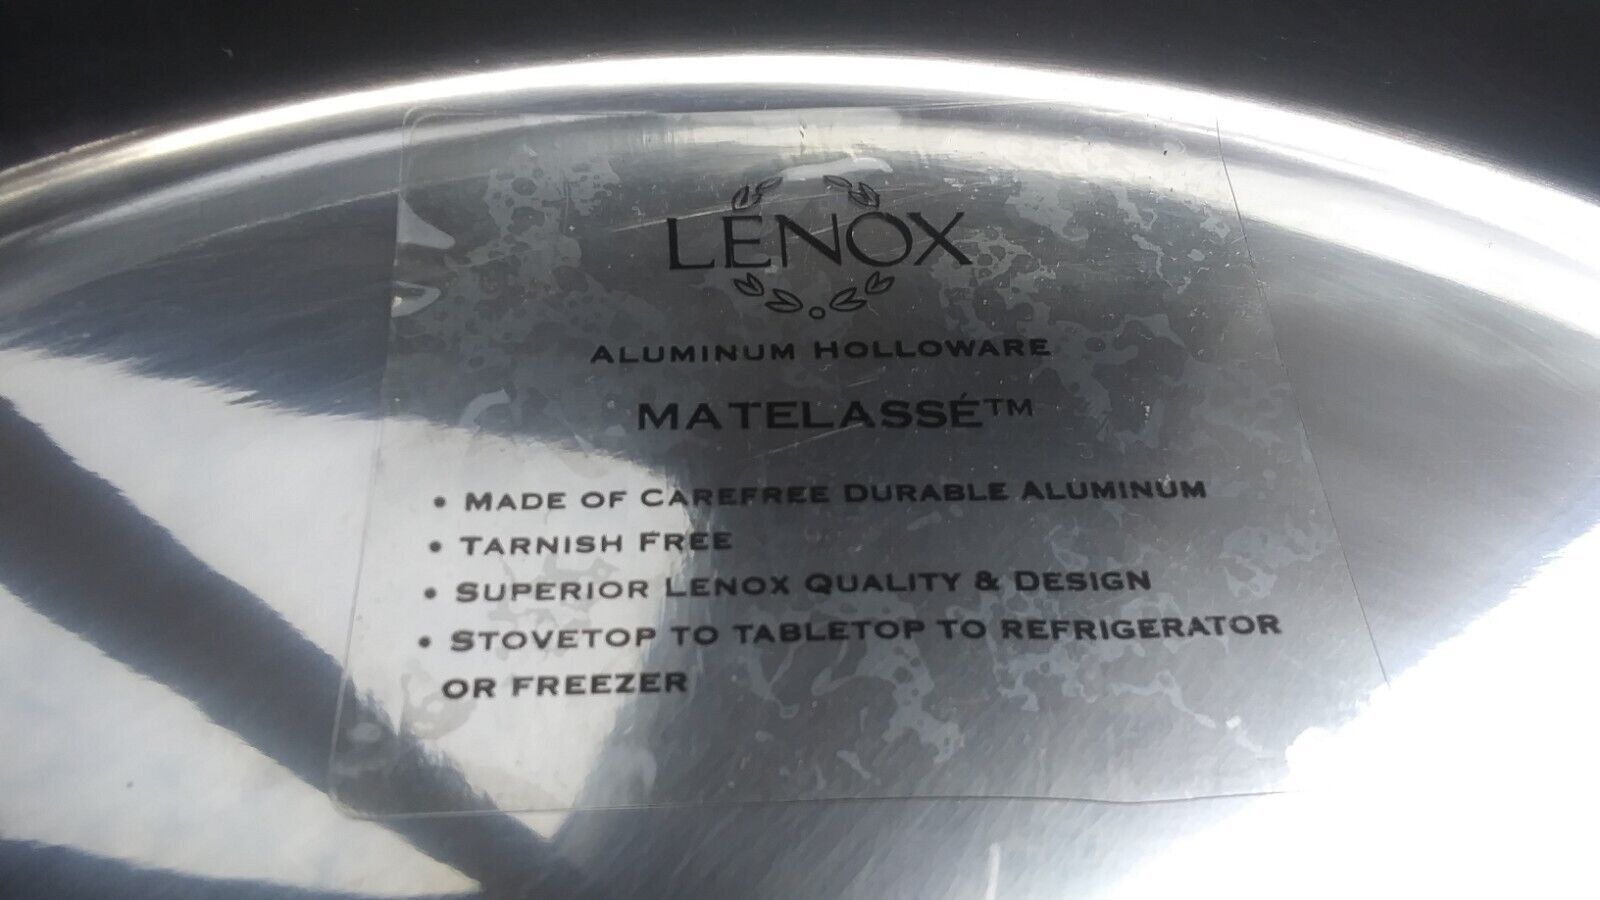 LENOX
ALUMINUM HOLLOWARE
MATELASSÉ™
• MADE OF CAREFREE DURABLE ALUMINUM
• TARNISH FREE
• SUPERIOR LENOX QUALITY & DESIGN
• STOVETOP TO TABLETOP TO REFRIGERATOR
OR FREEZER